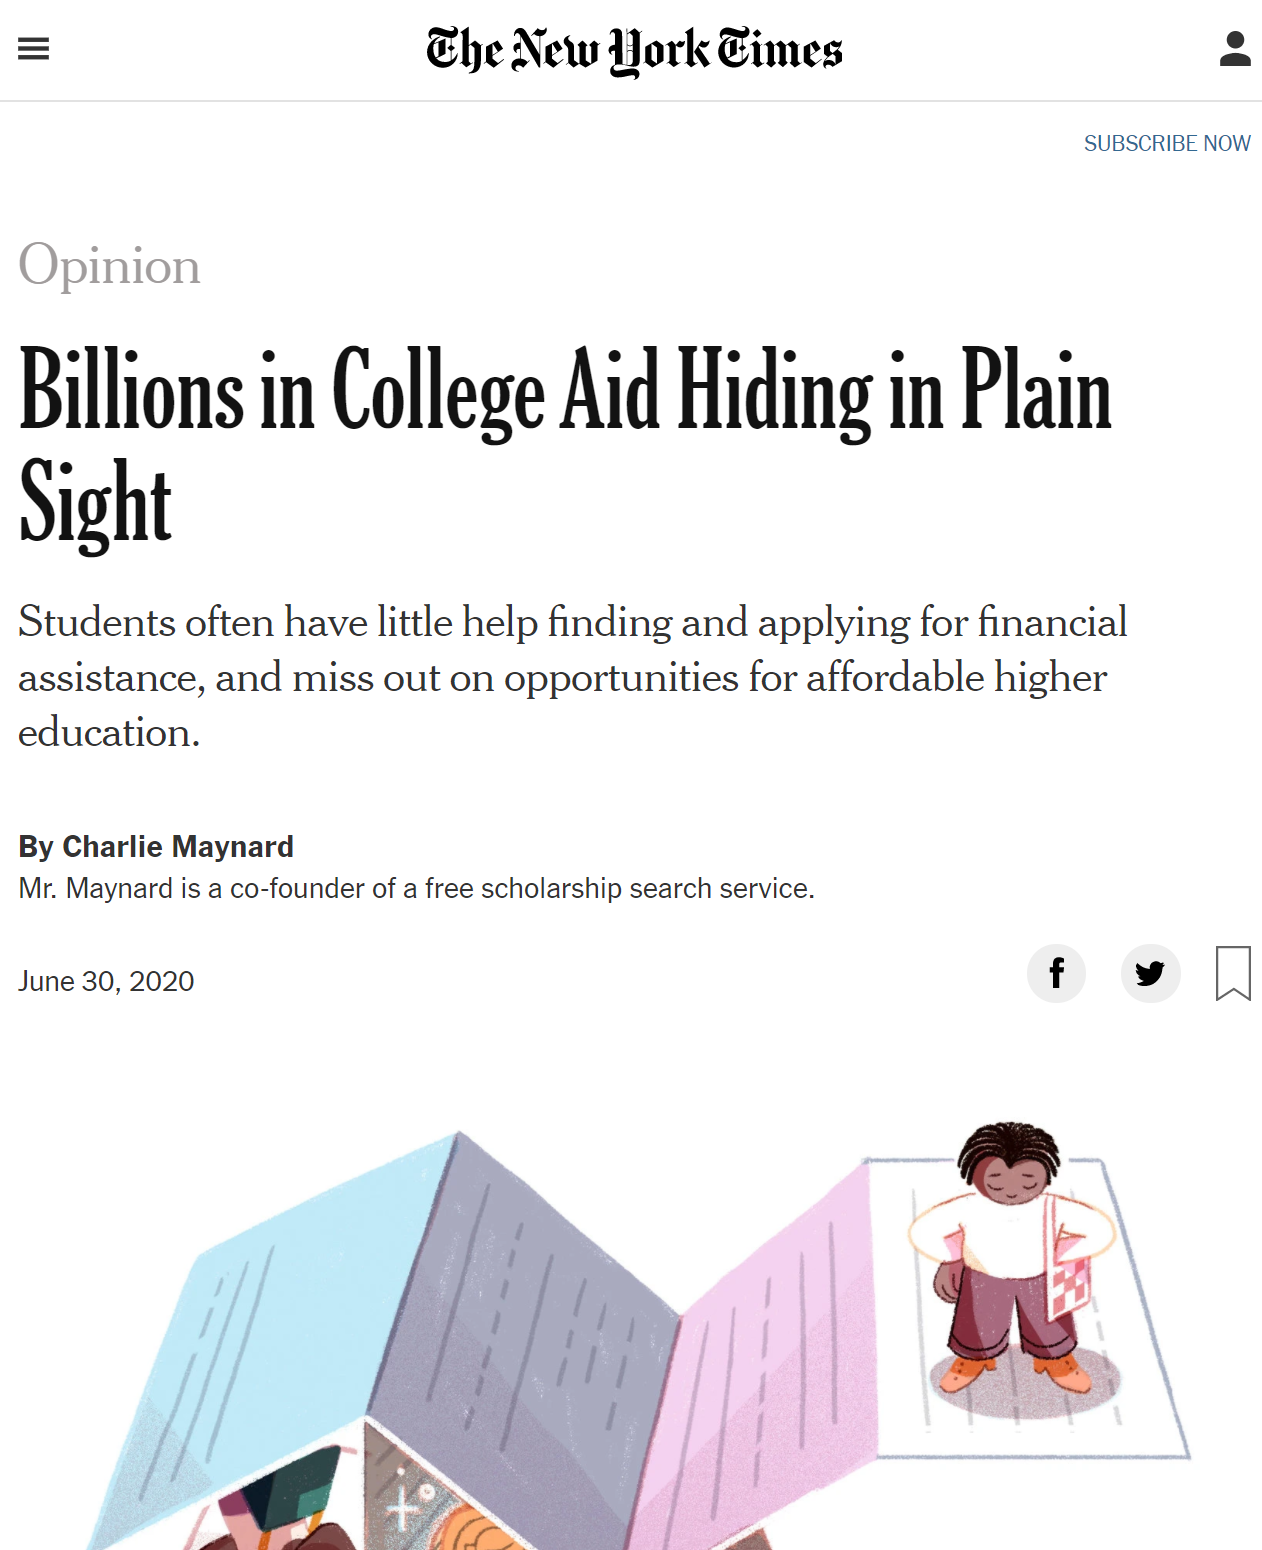 The New York Times
SUBSCRIBE NOW
Opinion
Billions in College Aid Hiding in Plain
Sight
Students often have little help finding and applying for financial
assistance, and miss out on opportunities for affordable higher
education.
By Charlie Maynard
Mr. Maynard is a co-founder of a free scholarship search service.
June 30, 2020